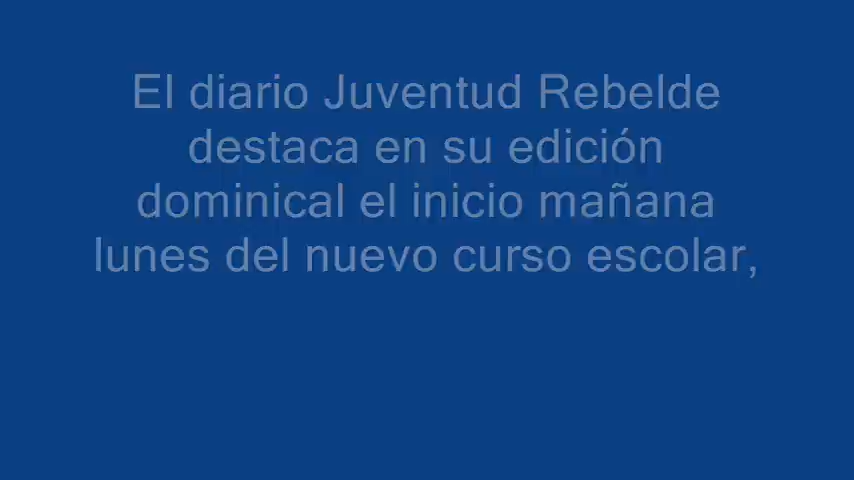 El diario Juventud Rebelde
destaca en su edición
dominical el inicio mañana
lunes del nuevo curso escolar,